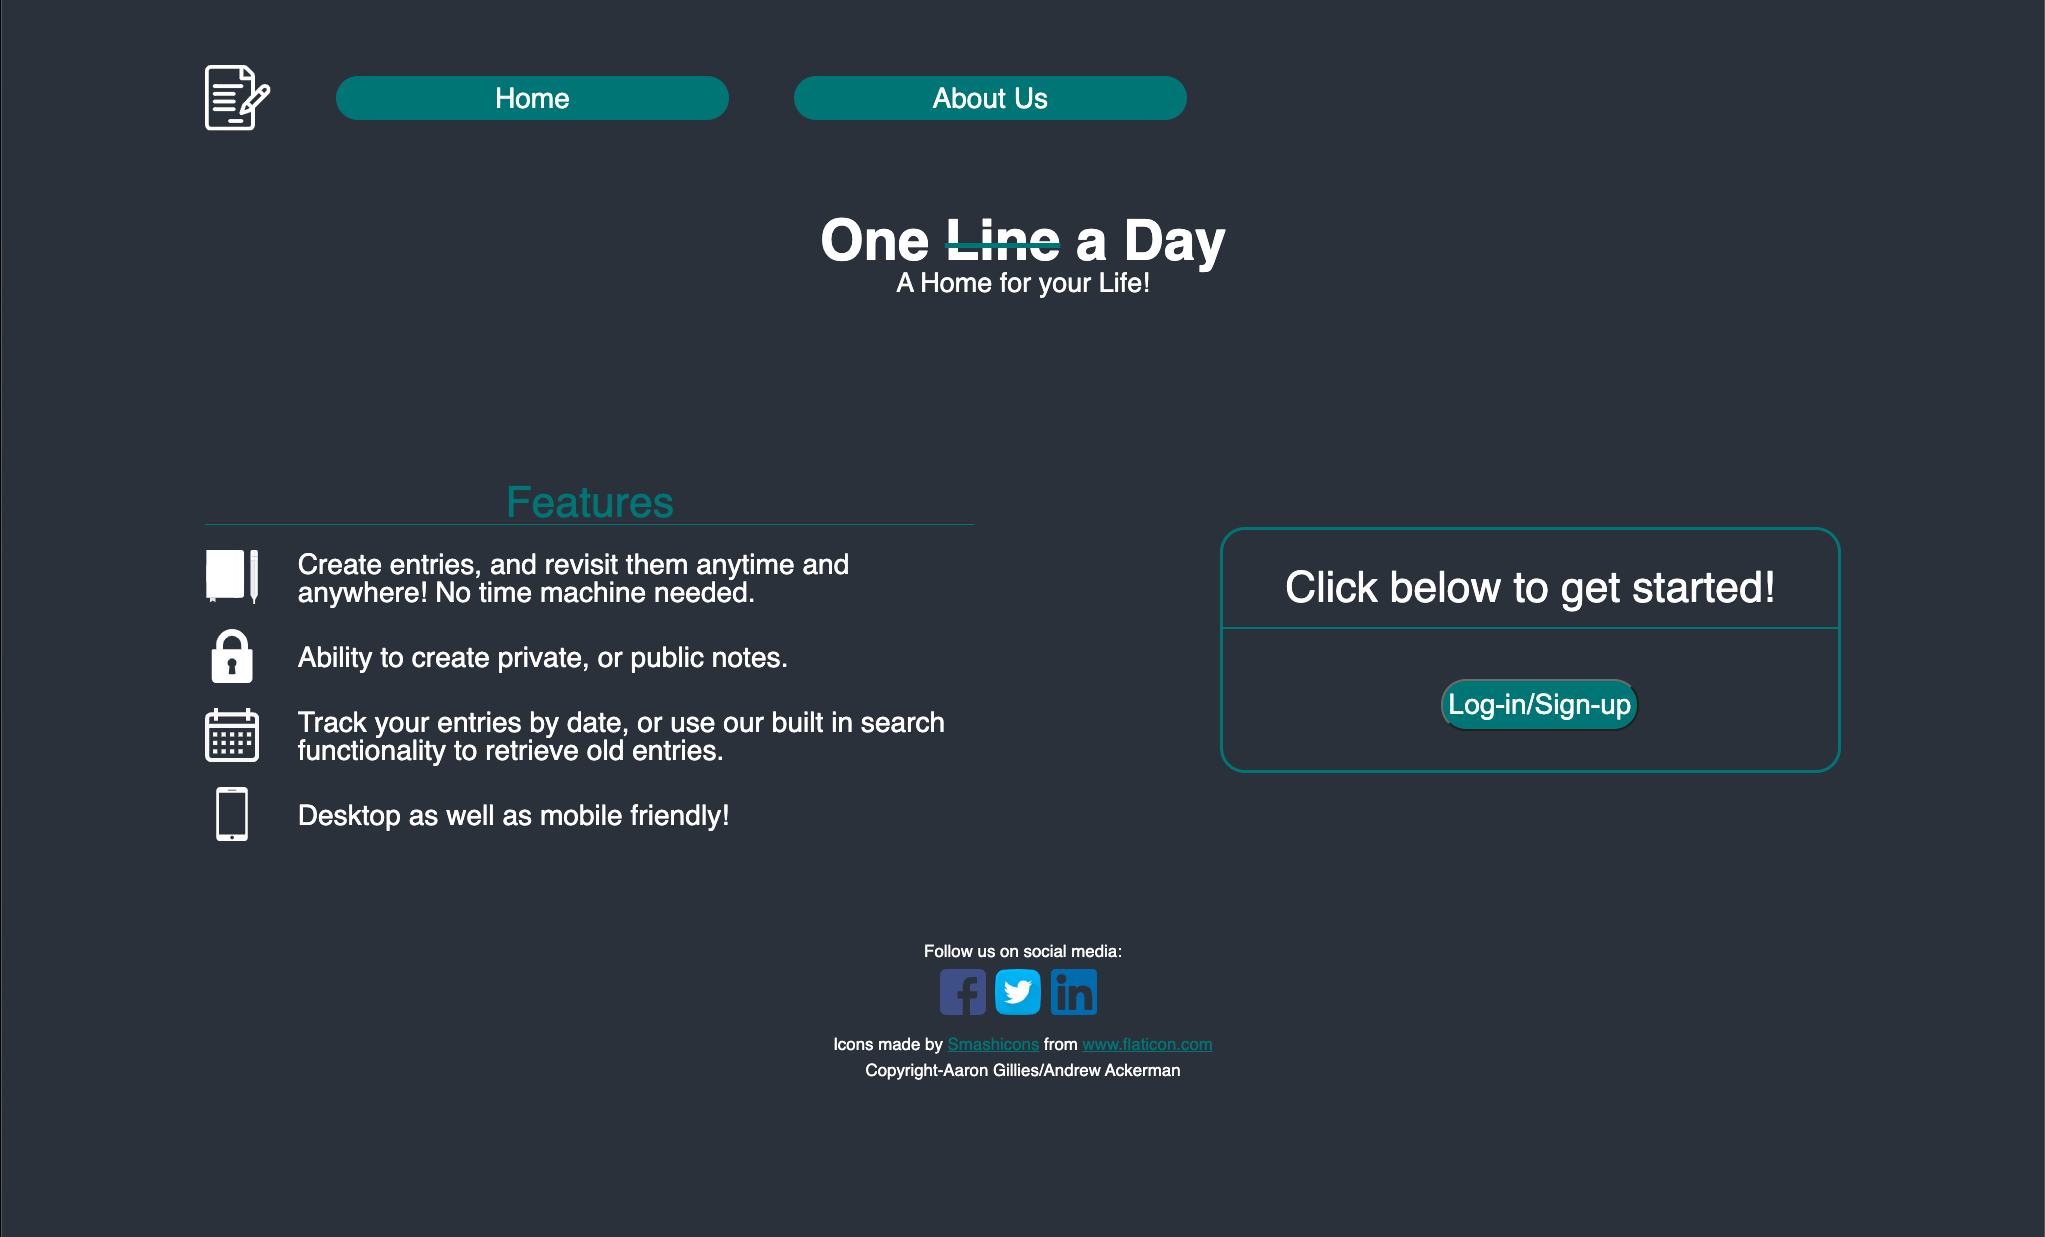 Home
About Us
One Line a Day
A Home for your Life!
Features
Create entries, and revisit them anytime and
anywhere! No time machine needed.
Ability to create private, or public notes.
Track your entries by date, or use our built in search
functionality to retrieve old entries.
Desktop as well as mobile friendly!
Click below to get started!
Log-in/Sign-up
Follow us on social media:
Icons made by Smashicons from www.flaticon.com
Copyright-Aaron Gillies/Andrew Ackerman